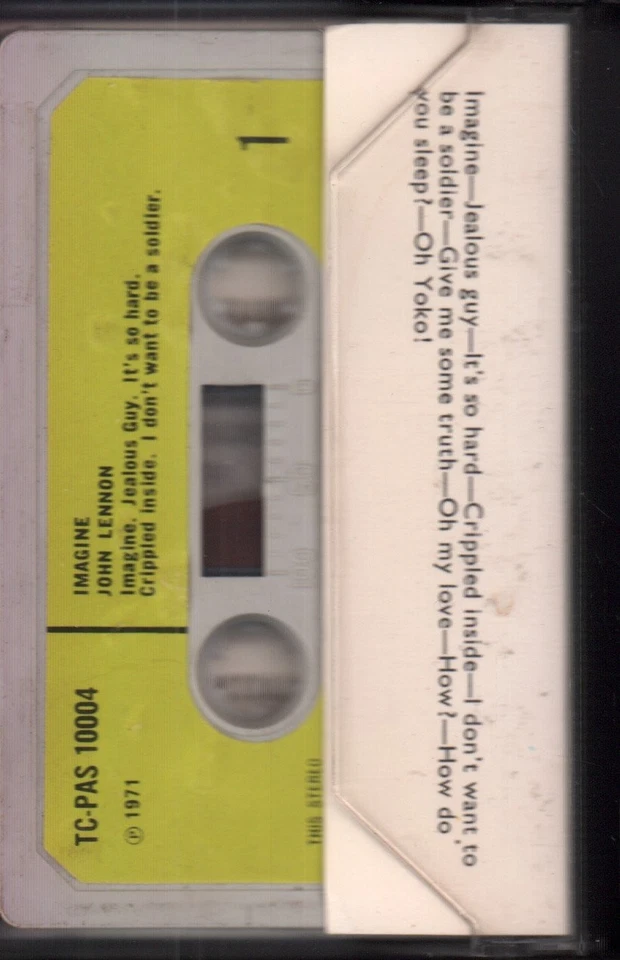 1
IMAGINE
JOHN LENNON
Imagine. Jealous Guy. It's so hard.
Crippled inside. I don't want to be a soldier.
TC-PAS 10004
Ⓟ 1971
THIS STEREO
Imagine—Jealous guy—It's so hard—Crippled inside—I don't want to
be a soldier—Give me some truth—Oh my love—How?—How do
you sleep?—Oh Yoko!